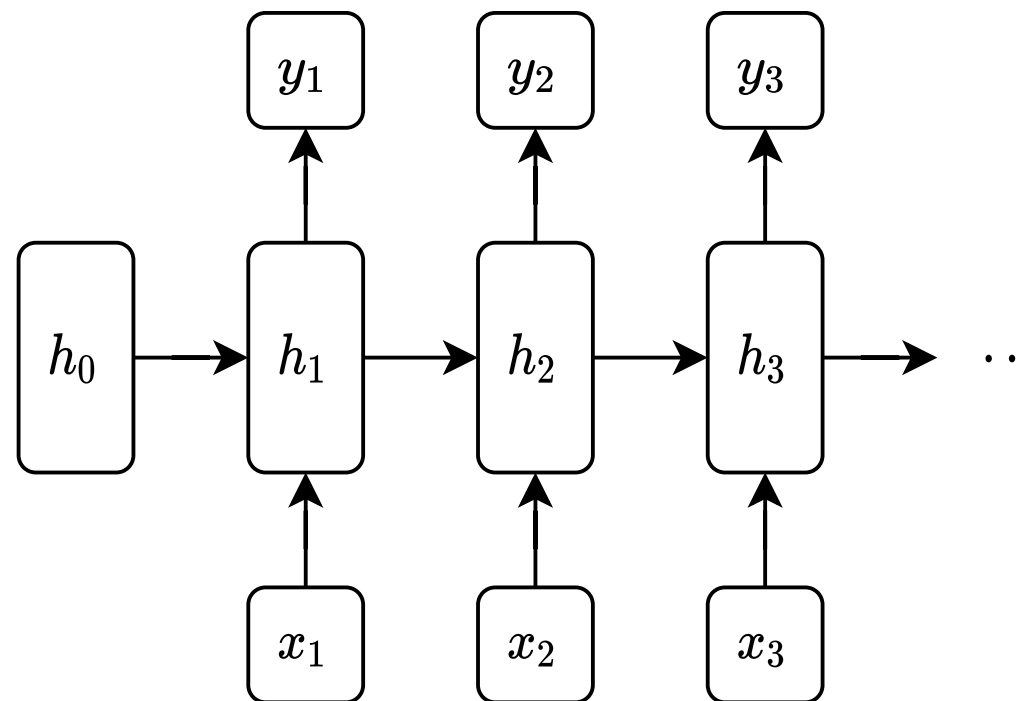 y₁ y₂ y₃
h₀ h₁ h₂ h₃ ··
x₁ x₂ x₃